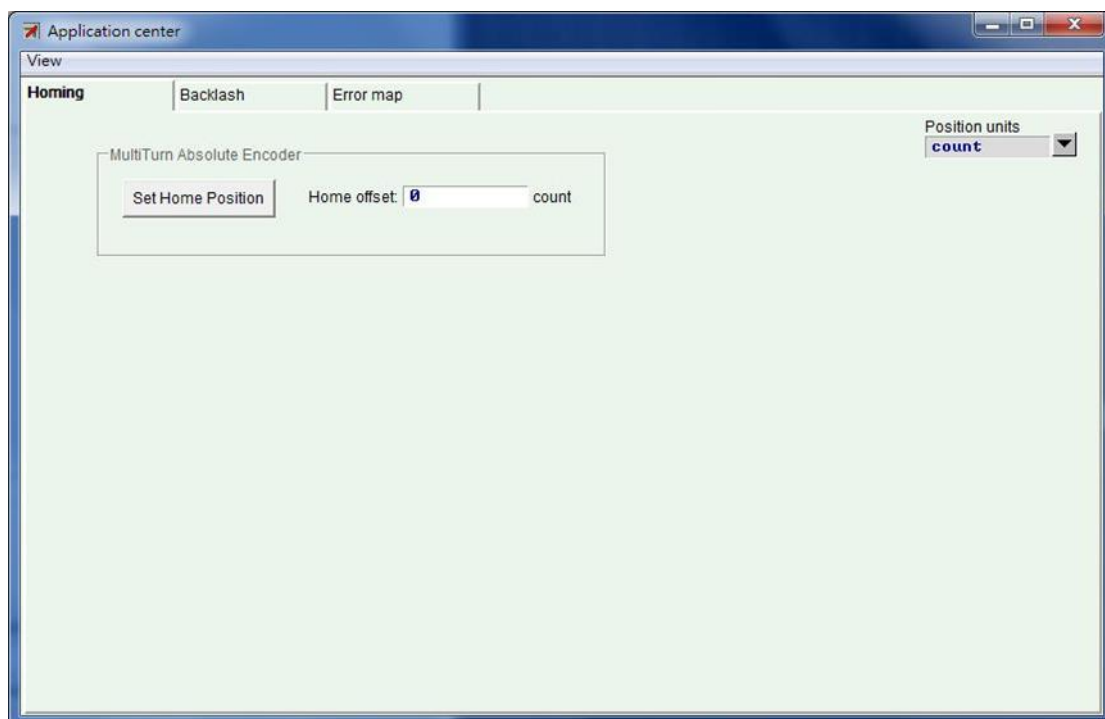 Application center
View
Homing Backlash Error map
Position units
count
MultiTurn Absolute Encoder
Set Home Position Home offset: 0 count